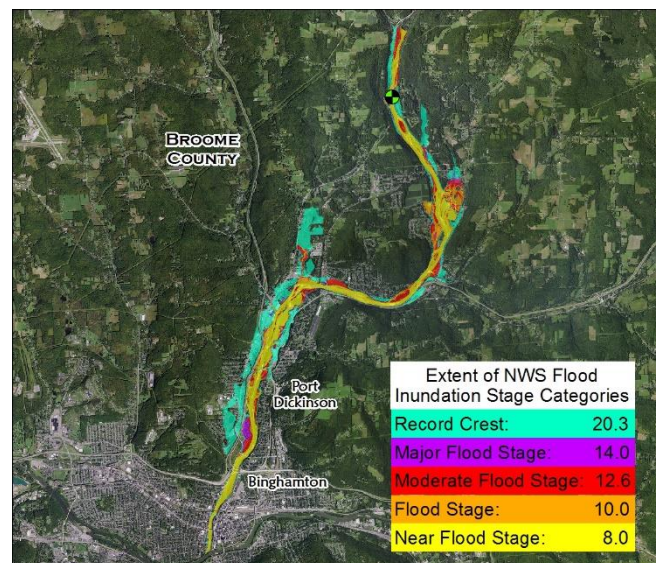 BROOME
COUNTY
Port
Dickinson
Binghamton
Extent of NWS Flood
Inundation Stage Categories
Record Crest: 20.3
Major Flood Stage: 14.0
Moderate Flood Stage: 12.6
Flood Stage: 10.0
Near Flood Stage: 8.0